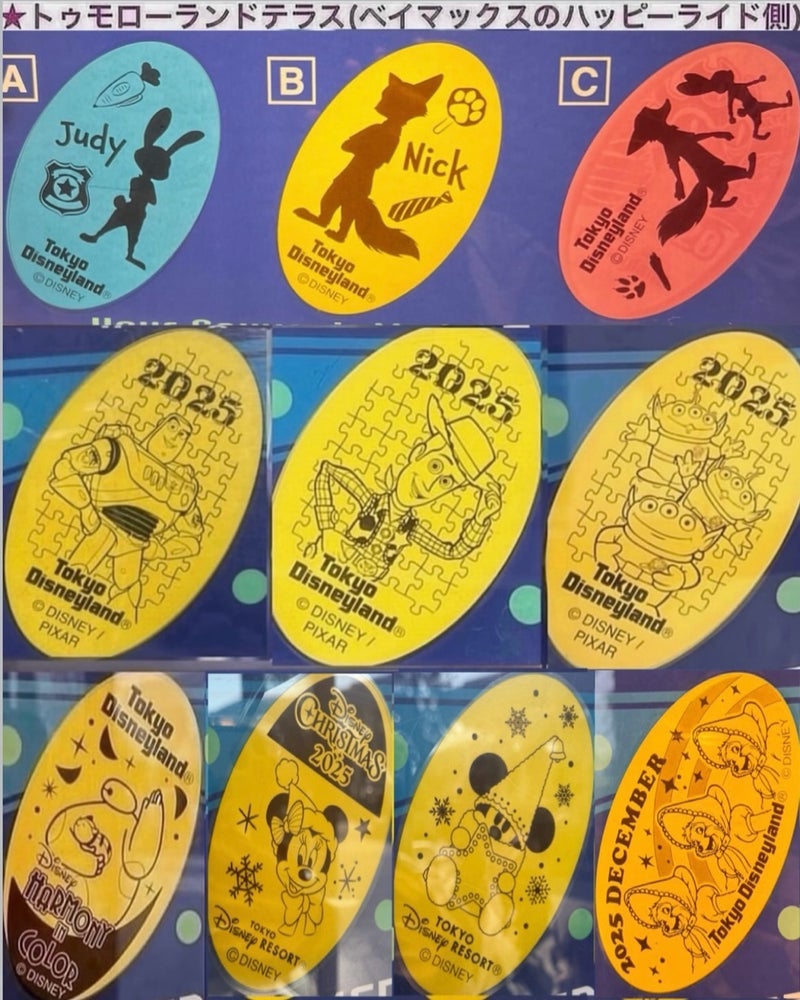 ★トゥモローランドテラス(ベイマックスのハッピーライド側)
A
Judy
Tokyo
Disneyland®
©DISNEY
B
Nick
Tokyo
Disneyland®
©DISNEY
C
Tokyo
Disneyland®
©DISNEY
2025
Tokyo
Disneyland®
© DISNEY /
PIXAR
2025
Tokyo
Disneyland®
© DISNEY /
PIXAR
2025
Tokyo
Disneyland®
© DISNEY /
PIXAR
Tokyo
Disneyland®
DISNEY
HARMONY
IN
COLOR
© DISNEY
Disney
CHRISTMAS
2025
TOKYO
DISNEY RESORT®
©DISNEY
TOKYO
DISNEY RESORT®
©DISNEY
2025 DECEMBER
Tokyo Disneyland®
©DISNEY